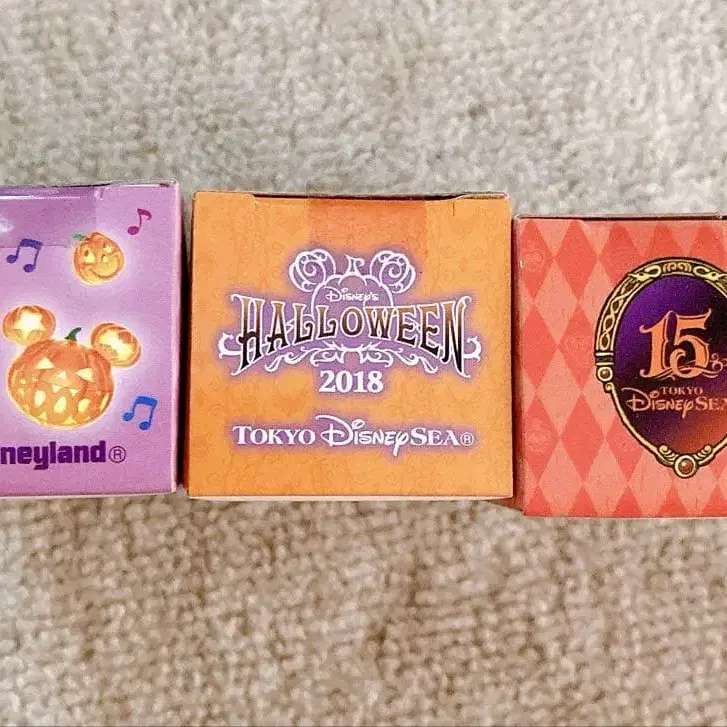 neyland®
Disney's
HALLOWEEN
2018
TOKYO DisneySEA®
15
TOKYO
DisneySEA